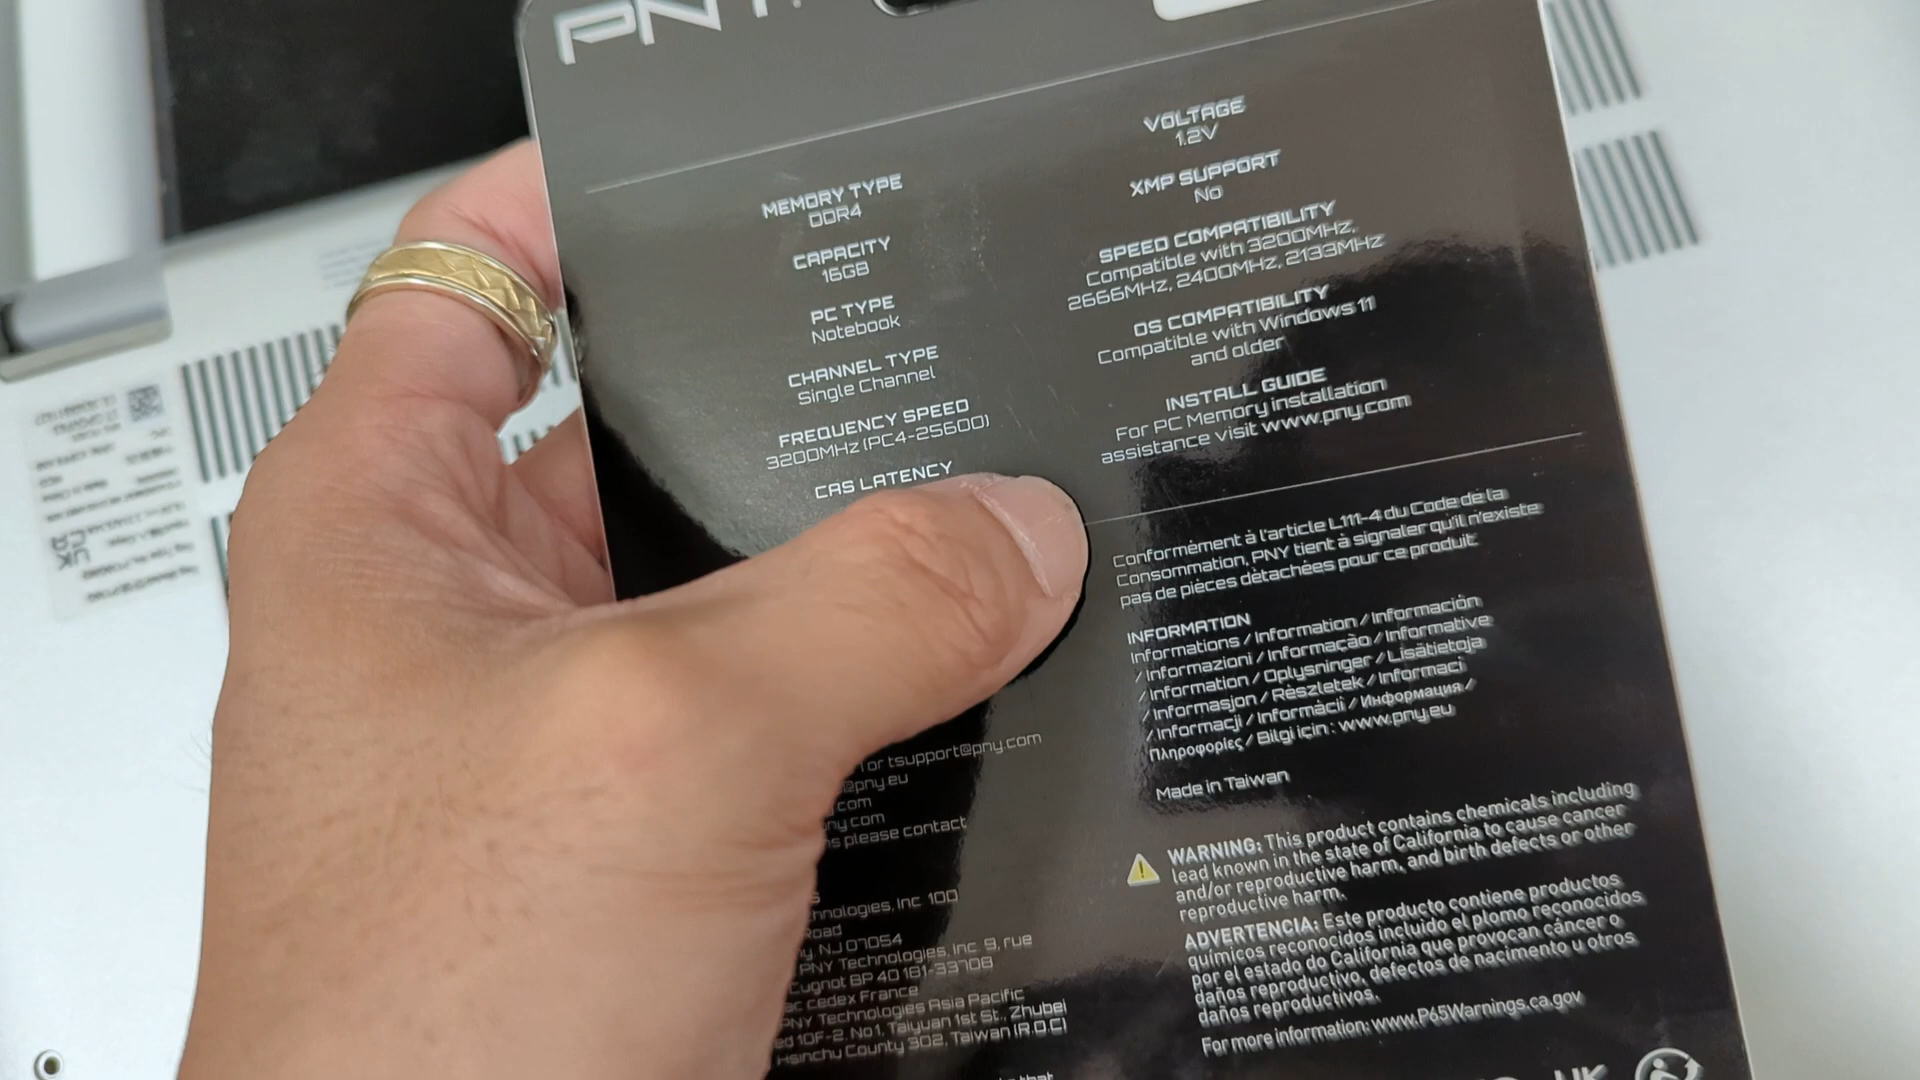 PNY
MEMORY TYPE
DDR4
CAPACITY
16GB
PC TYPE
Notebook
CHANNEL TYPE
Single Channel
FREQUENCY SPEED
3200MHz (PC4-25600)
CAS LATENCY
VOLTAGE
1.2V
XMP SUPPORT
No
SPEED COMPATIBILITY
Compatible with 3200MHz,
2666MHz, 2400MHz, 2133MHz
OS COMPATIBILITY
Compatible with Windows 11
and older
INSTALL GUIDE
For PC Memory installation
assistance visit www.pny.com
or tsupport@pny.com
@pny.eu
.com
ny.com
please contact
hnologies, Inc 100
Road
NJ 07054
PNY Technologies, Inc 9, rue
Cugnot BP 40 181-33708
cedex France
PNY Technologies Asia Pacific
10F-2, No.1, Taiyuan 1st St., Zhubei
Hsinchu County 302, Taiwan (R.O.C)
that
Conformément à l'article L111-4 du Code de la
Consommation, PNY tient à signaler qu'il n'existe
pas de pièces détachées pour ce produit
INFORMATION
Informations / Information / Información
/ Informazioni / Informação / Informative
/ Information / Oplysninger / Lisätietoja
/ Informasjon / Részletek / Informaci
/ Informacji / Informácií / Информация /
Πληροφορίες / Bilgi için : www.pny.eu
Made in Taiwan
WARNING: This product contains chemicals including
lead known in the state of California to cause cancer
and/or reproductive harm, and birth defects or other
reproductive harm.
ADVERTENCIA: Este producto contiene productos
químicos reconocidos incluido el plomo reconocidos
por el estado do California que provocan cáncer o
daños reproductivo, defectos de nacimento u otros
daños reproductivos.
For more information: www.P65Warnings.ca.gov
UK